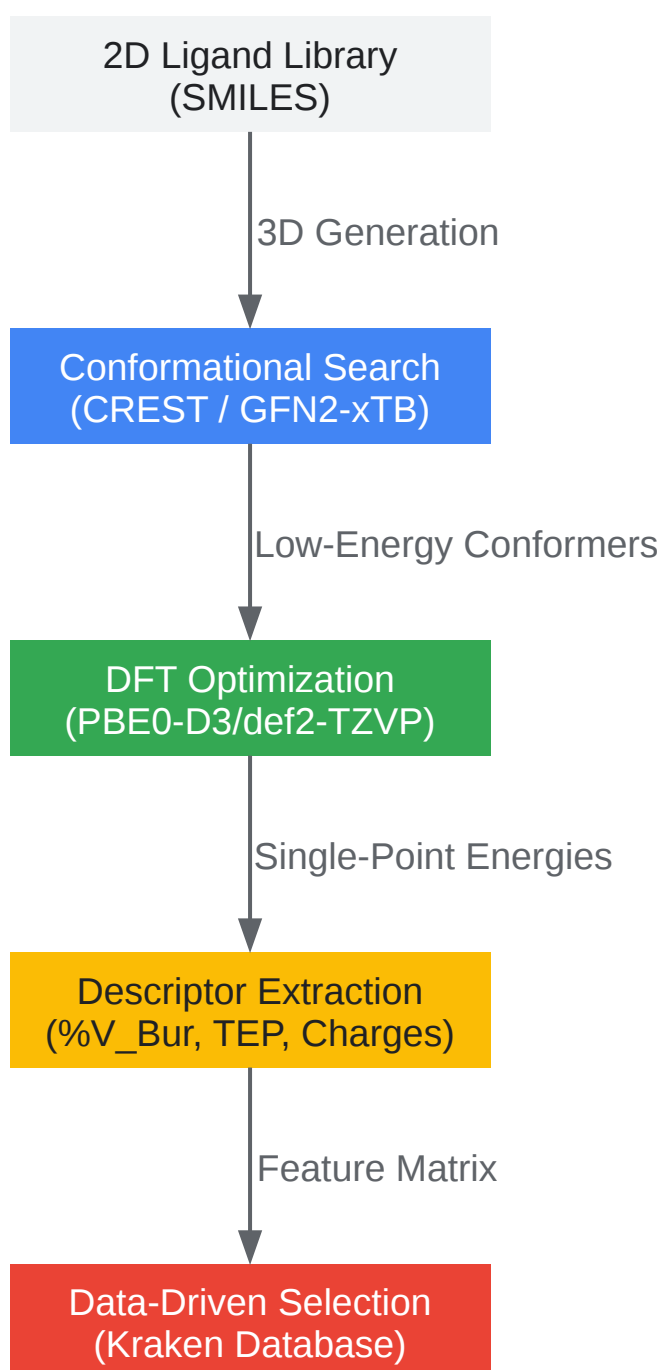 2D Ligand Library
(SMILES)
3D Generation
Conformational Search
(CREST / GFN2-xTB)
Low-Energy Conformers
DFT Optimization
(PBE0-D3/def2-TZVP)
Single-Point Energies
Descriptor Extraction
(%V_Bur, TEP, Charges)
Feature Matrix
Data-Driven Selection
(Kraken Database)